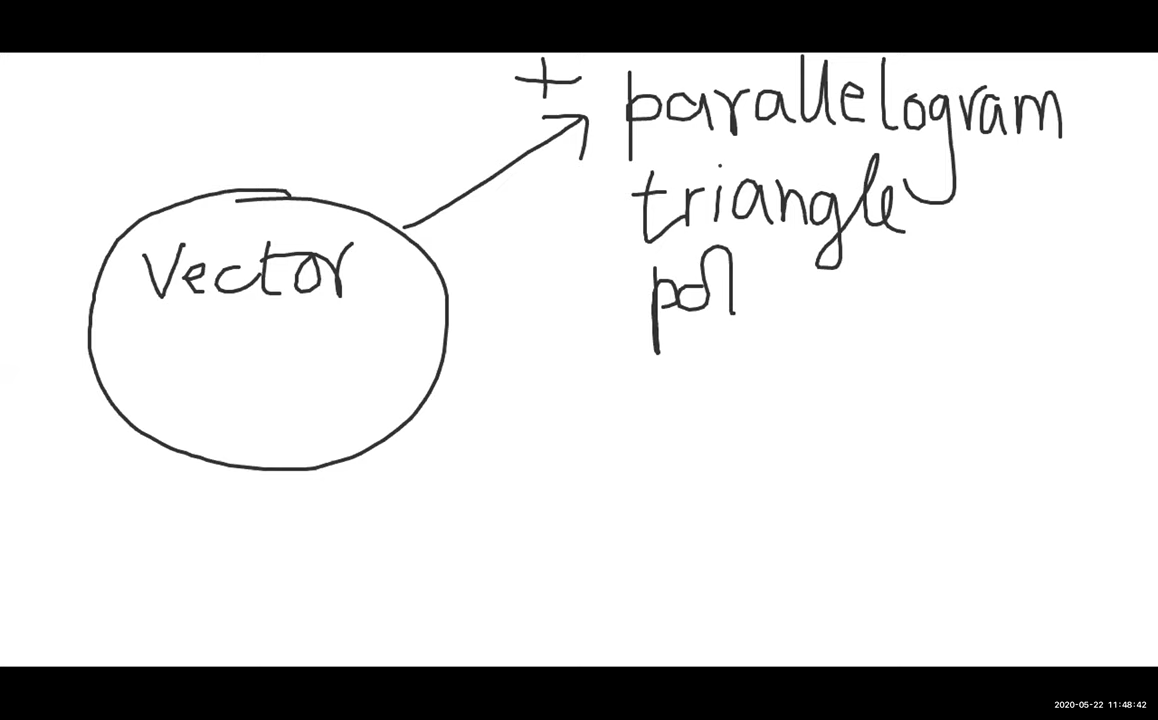 +
parallelogram
triangle
pol
Vector
2020-05-22 11:48:42